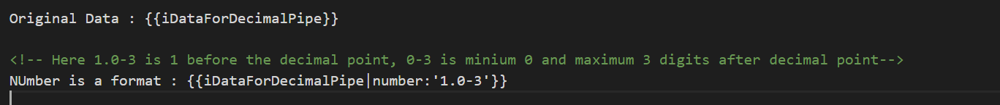 Original Data : {{iDataForDecimalPipe}}
<!-- Here 1.0-3 is 1 before the decimal point, 0-3 is minium 0 and maximum 3 digits after decimal point-->
NUmber is a format : {{iDataForDecimalPipe|number:'1.0-3'}}